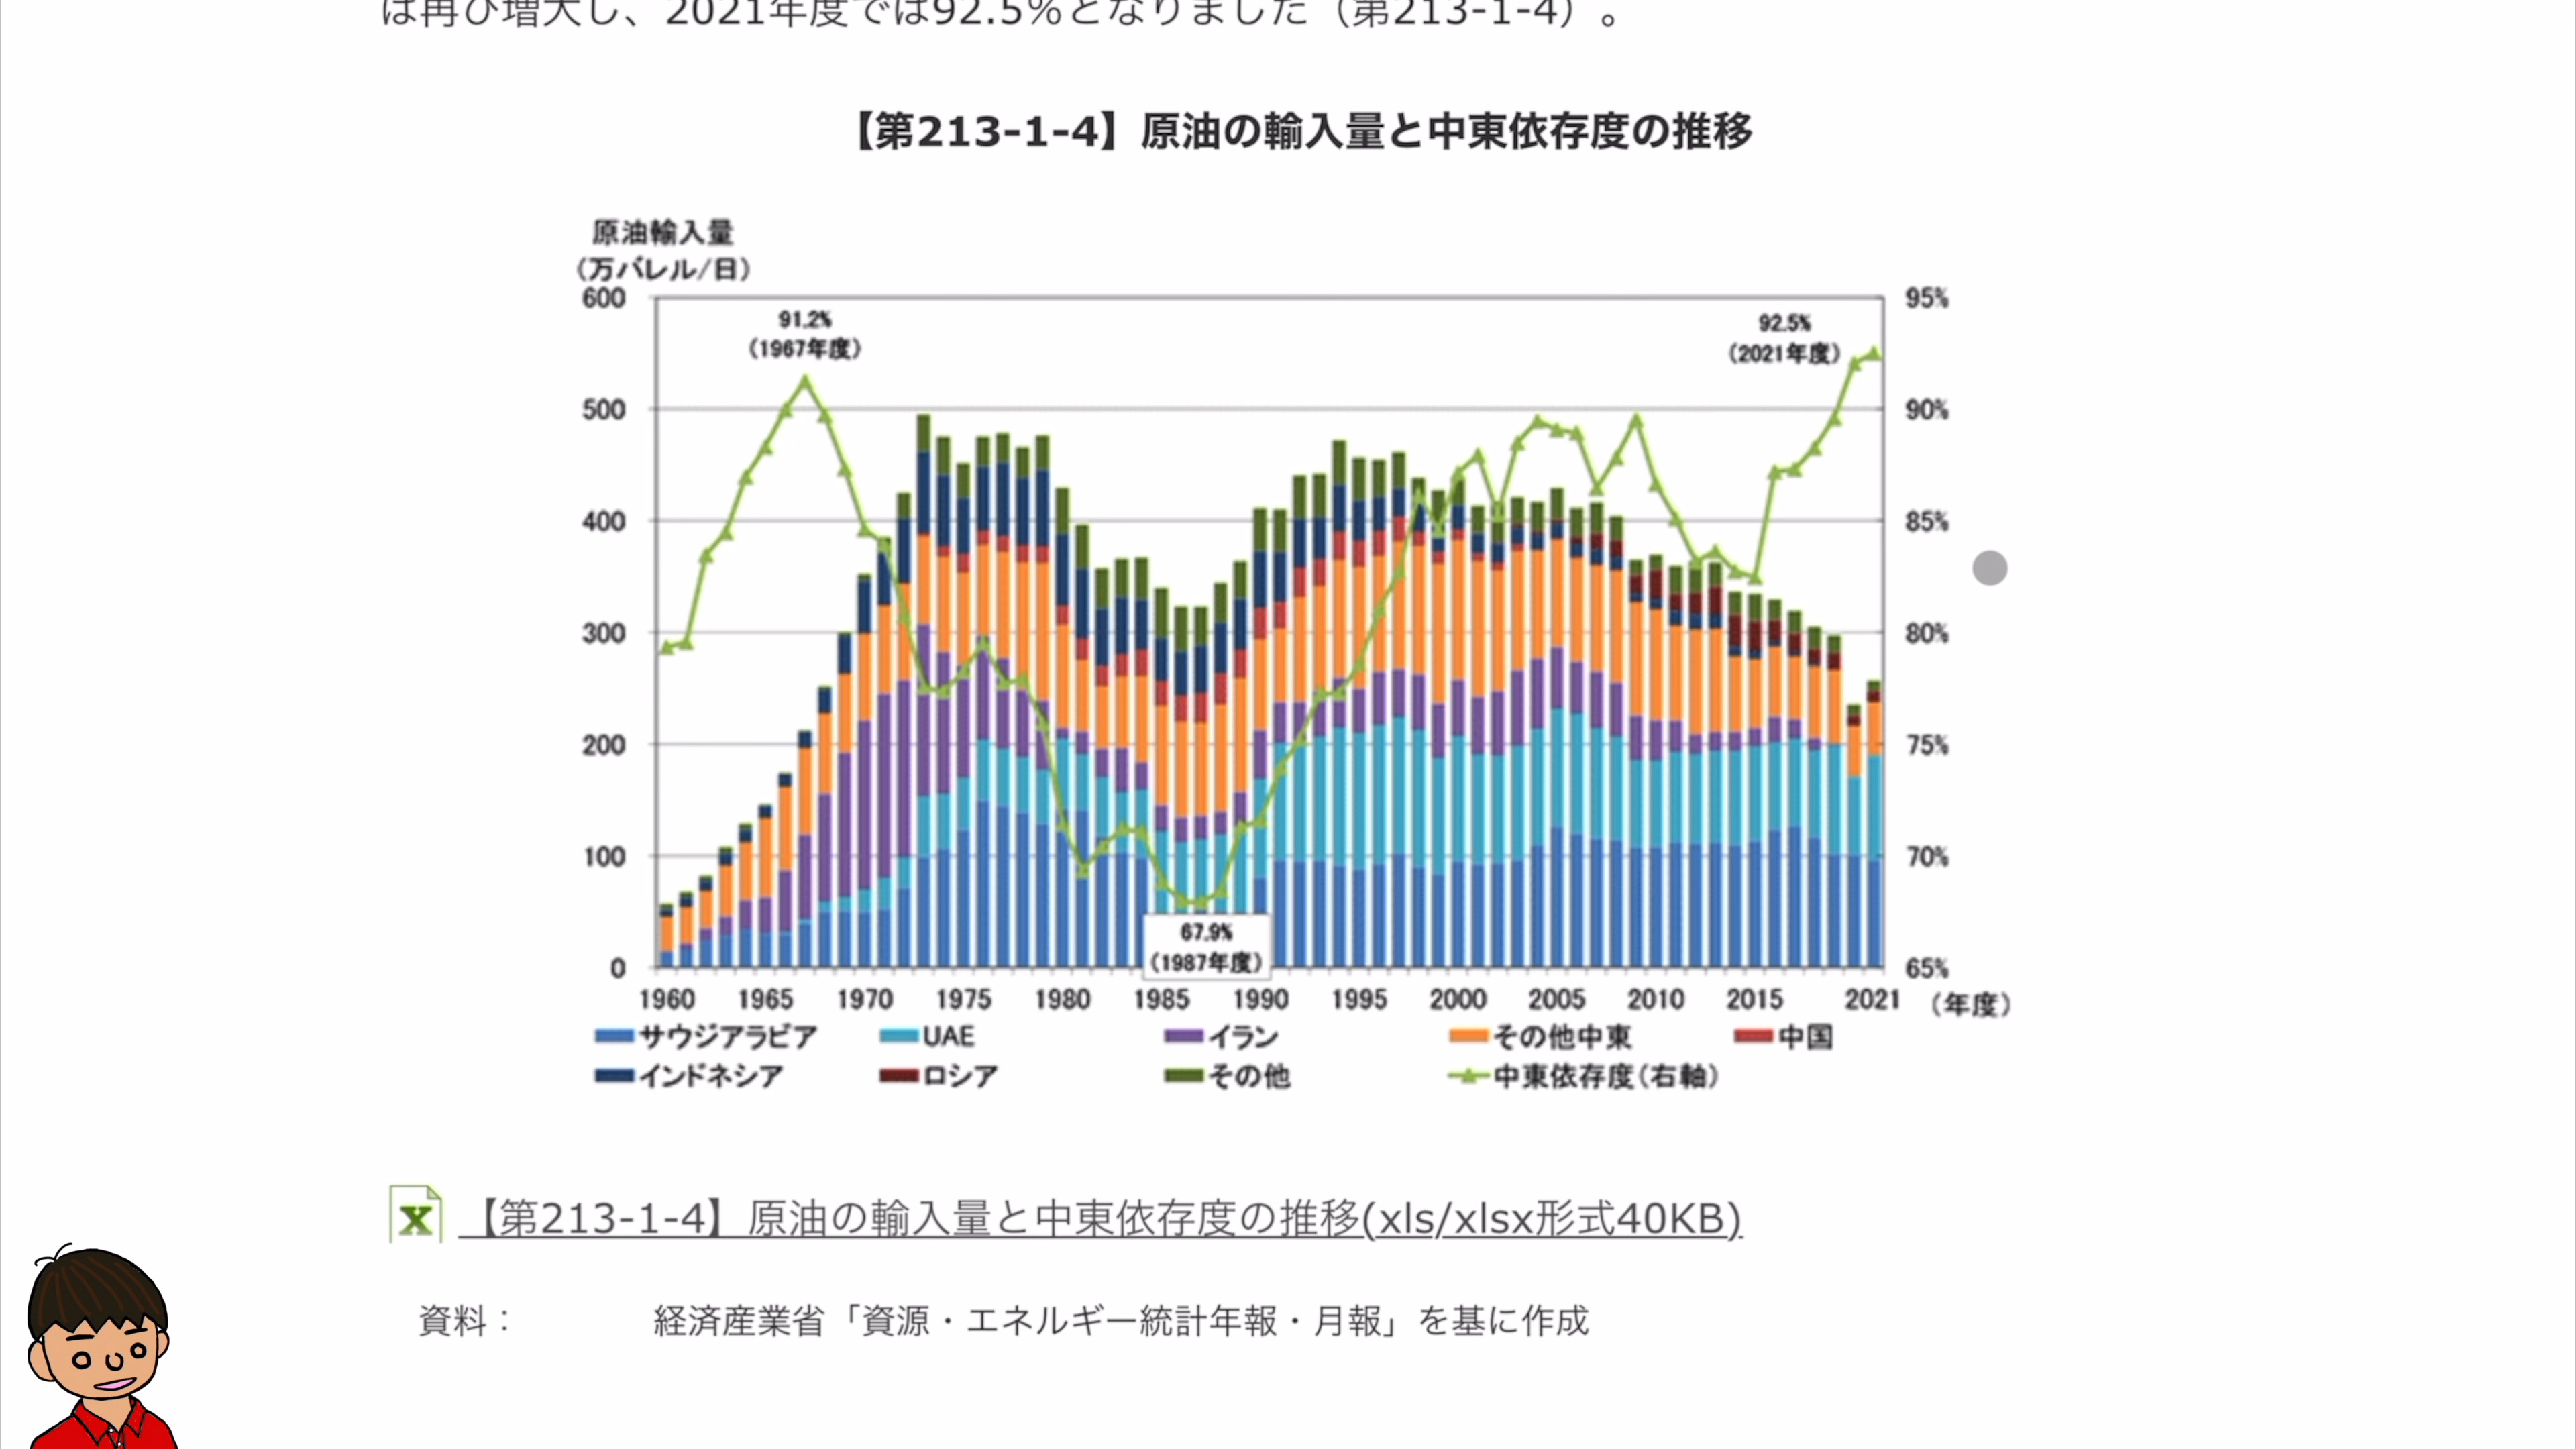 は再び増大し、2021年度では92.5％となりました（第213-1-4）。
【第213-1-4】原油の輸入量と中東依存度の推移
原油輸入量
（万バレル/日）
600
500
400
300
200
100
0
95%
90%
85%
80%
75%
70%
65%
91.2%
（1967年度）
92.5%
（2021年度）
67.9%
（1987年度）
1960 1965 1970 1975 1980 1985 1990 1995 2000 2005 2010 2015 2021 （年度）
サウジアラビア UAE イラン その他中東 中国
インドネシア ロシア その他 中東依存度（右軸）
X 【第213-1-4】原油の輸入量と中東依存度の推移(xls/xlsx形式40KB)
資料： 経済産業省「資源・エネルギー統計年報・月報」を基に作成